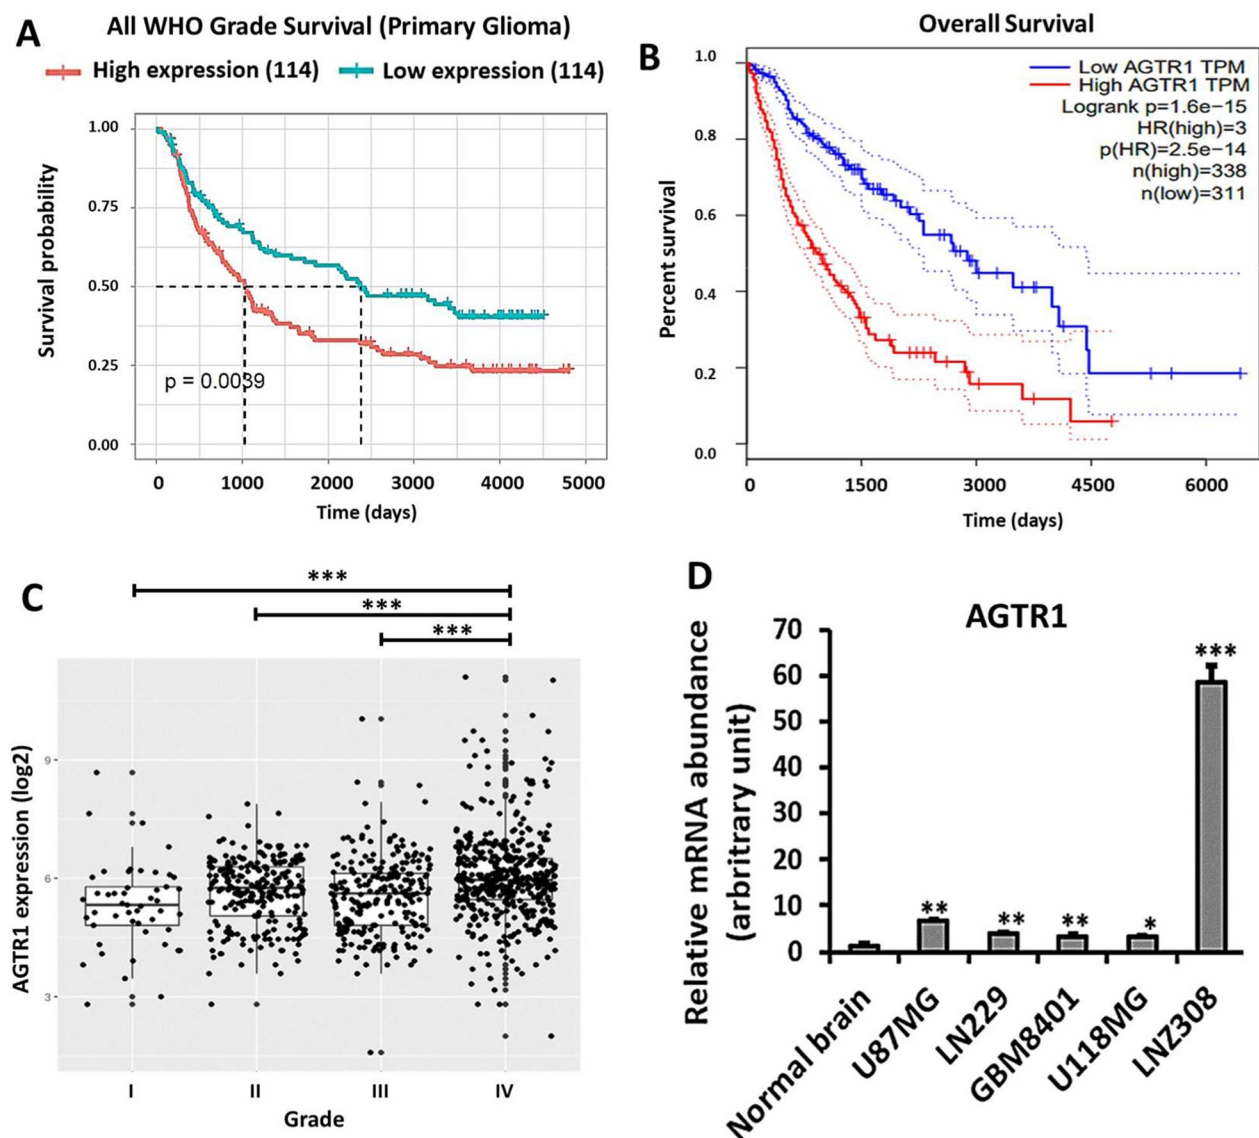 A
All WHO Grade Survival (Primary Glioma)
High expression (114) Low expression (114)
Survival probability
1.00
0.75
0.50
0.25
0.00
p = 0.0039
0 1000 2000 3000 4000 5000
Time (days)
B
Overall Survival
Low AGTR1 TPM
High AGTR1 TPM
Logrank p=1.6e−15
HR(high)=3
p(HR)=2.5e−14
n(high)=338
n(low)=311
Percent survival
1.0
0.8
0.6
0.4
0.2
0.0
0 1500 3000 4500 6000
Time (days)
C
***
***
***
AGTR1 expression (log2)
9
6
3
I II III IV
Grade
D
AGTR1
Relative mRNA abundance
(arbritrary unit)
70
60
50
40
30
20
10
0
** ** ** * ***
Normal brain U87MG LN229 GBM8401 U118MG LNZ308